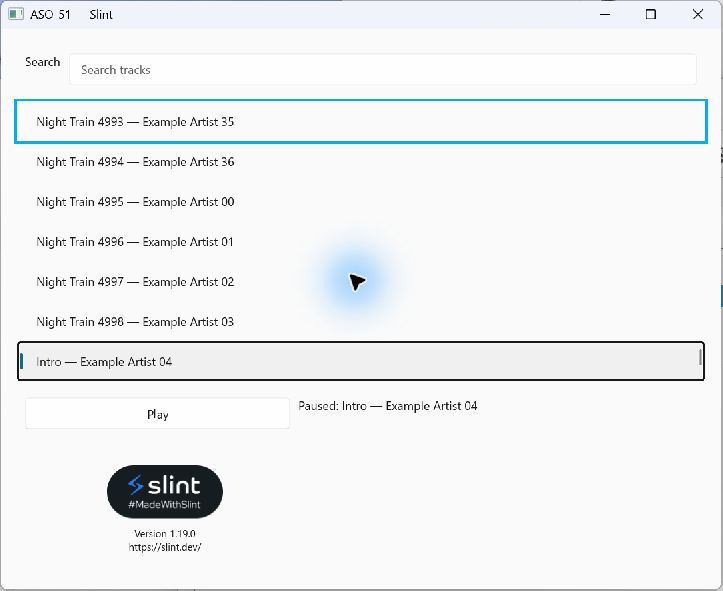 ASO 51 Slint
Search
Search tracks
Night Train 4993 — Example Artist 35
Night Train 4994 — Example Artist 36
Night Train 4995 — Example Artist 00
Night Train 4996 — Example Artist 01
Night Train 4997 — Example Artist 02
Night Train 4998 — Example Artist 03
Intro — Example Artist 04
Play
Paused: Intro — Example Artist 04
slint
#MadeWithSlint
Version 1.19.0
https://slint.dev/